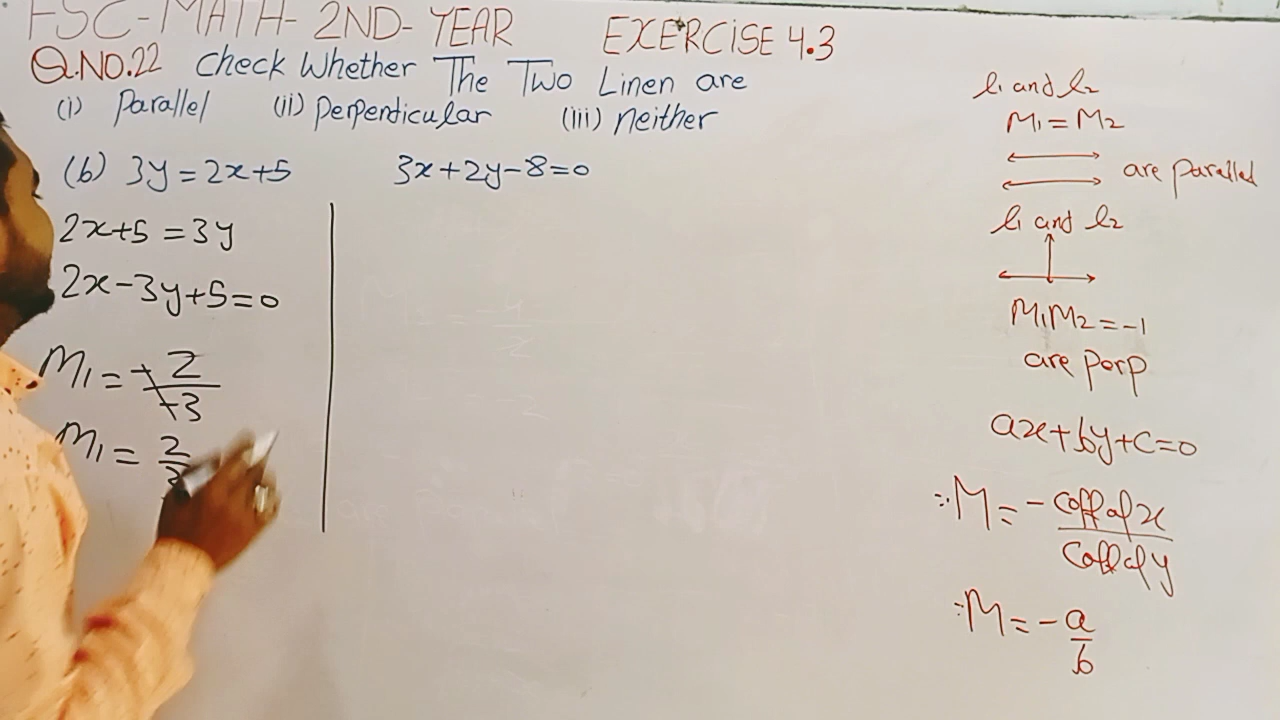 FSC-MATH-2ND-YEAR EXERCISE 4.3
Q.NO.22 Check Whether The Two Linen are
(i) Parallel (ii) Perpendicular (iii) neither
(b) 3y=2x+5 3x+2y-8=0
2x+5=3y
2x-3y+5=0
M1=-2/-3
M1=2/3
l1 and l2
M1=M2
are parallel
l1 and l2
M1M2=-1
are perp
ax+by+c=0
∵M=-coff of x/coff of y
∵M=-a/b